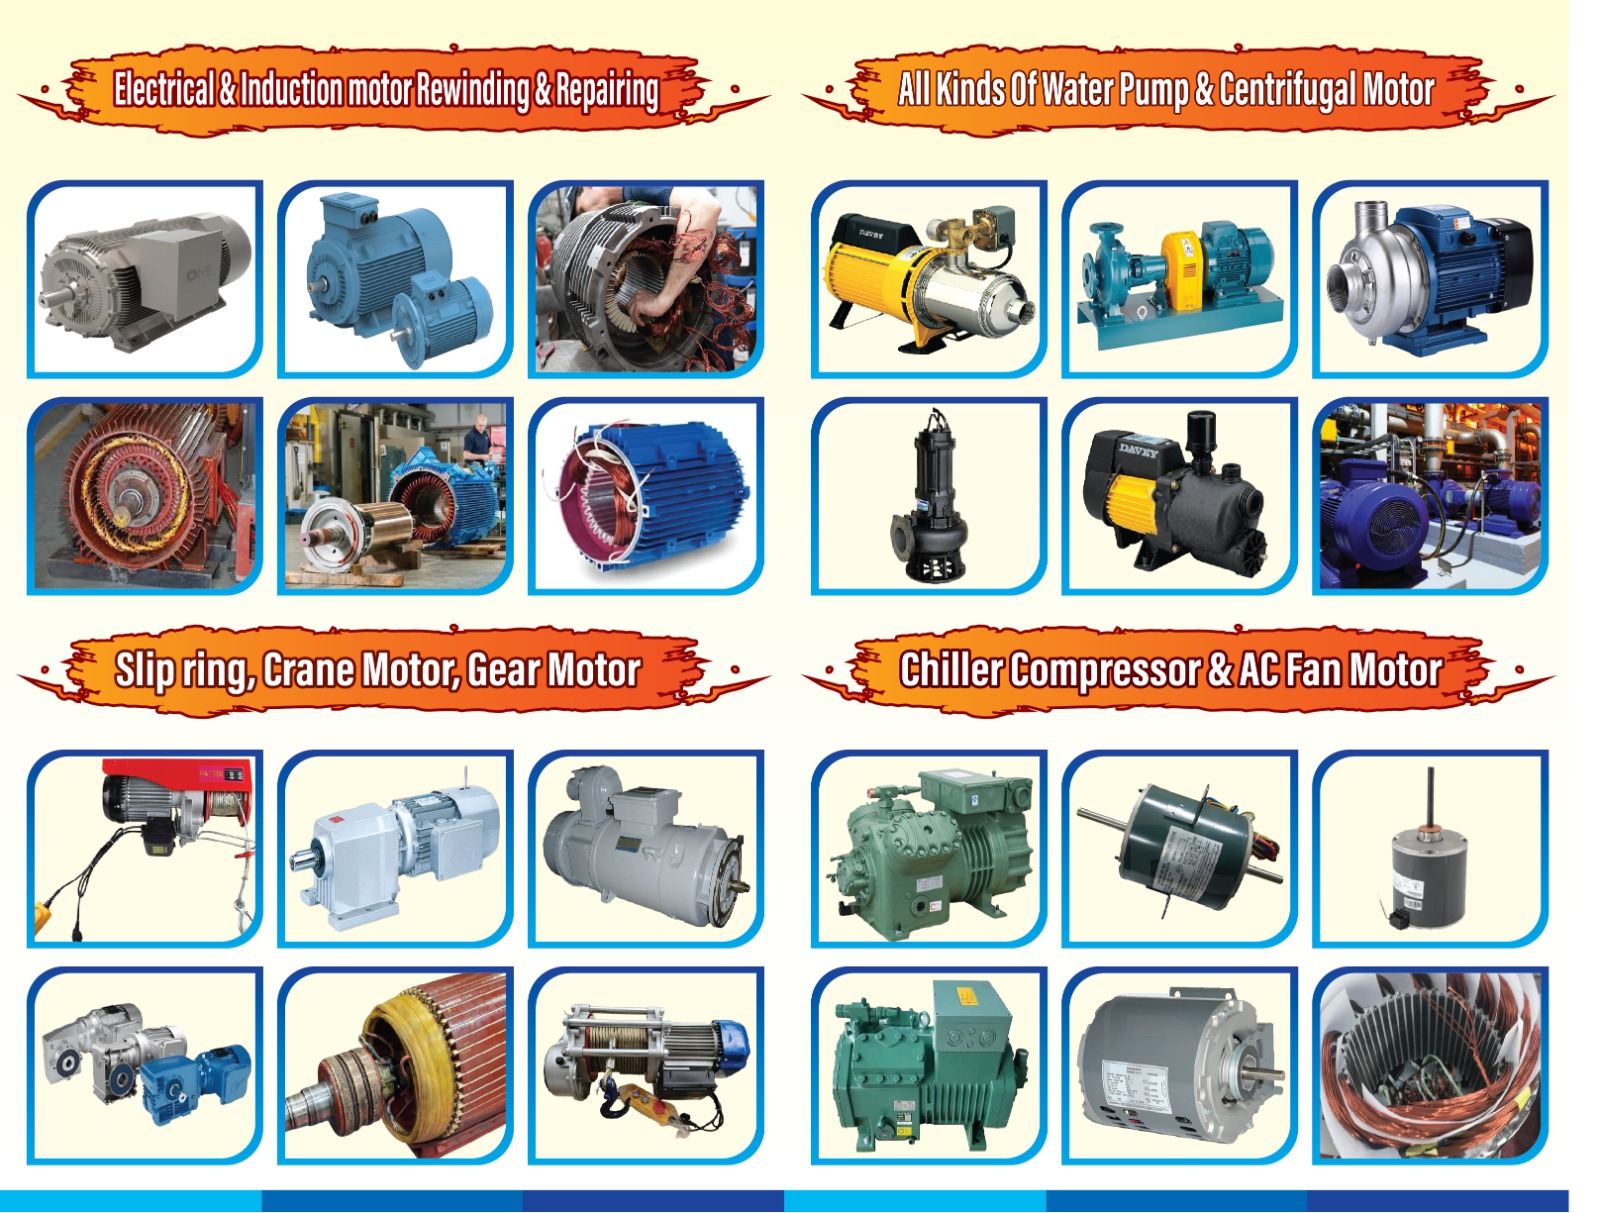 Electrical & Induction motor Rewinding & Repairing
All Kinds Of Water Pump & Centrifugal Motor
DAVEY
DAVEY
Slip ring, Crane Motor, Gear Motor
Chiller Compressor & AC Fan Motor